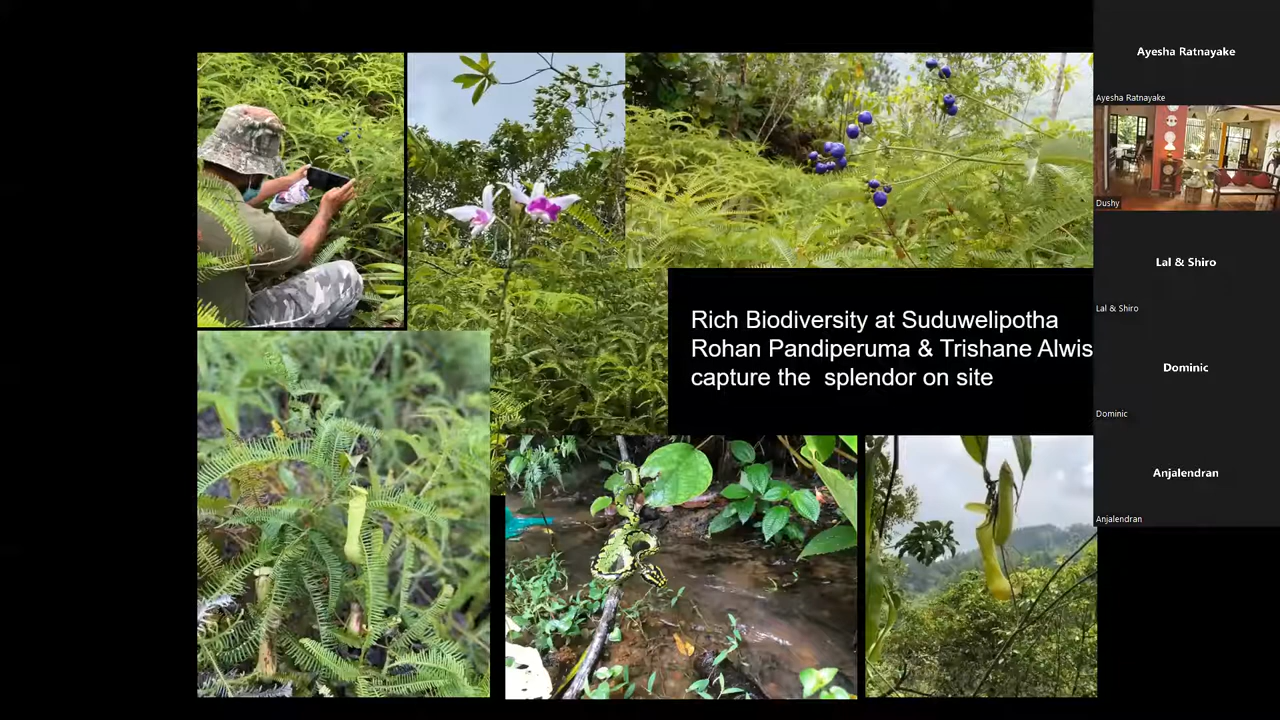 Rich Biodiversity at Suduwelipotha
Rohan Pandiperuma & Trishane Alwis
capture the  splendor on site
Ayesha Ratnayake
Ayesha Ratnayake
Dushy
Lal & Shiro
Lal & Shiro
Dominic
Dominic
Anjalendran
Anjalendran